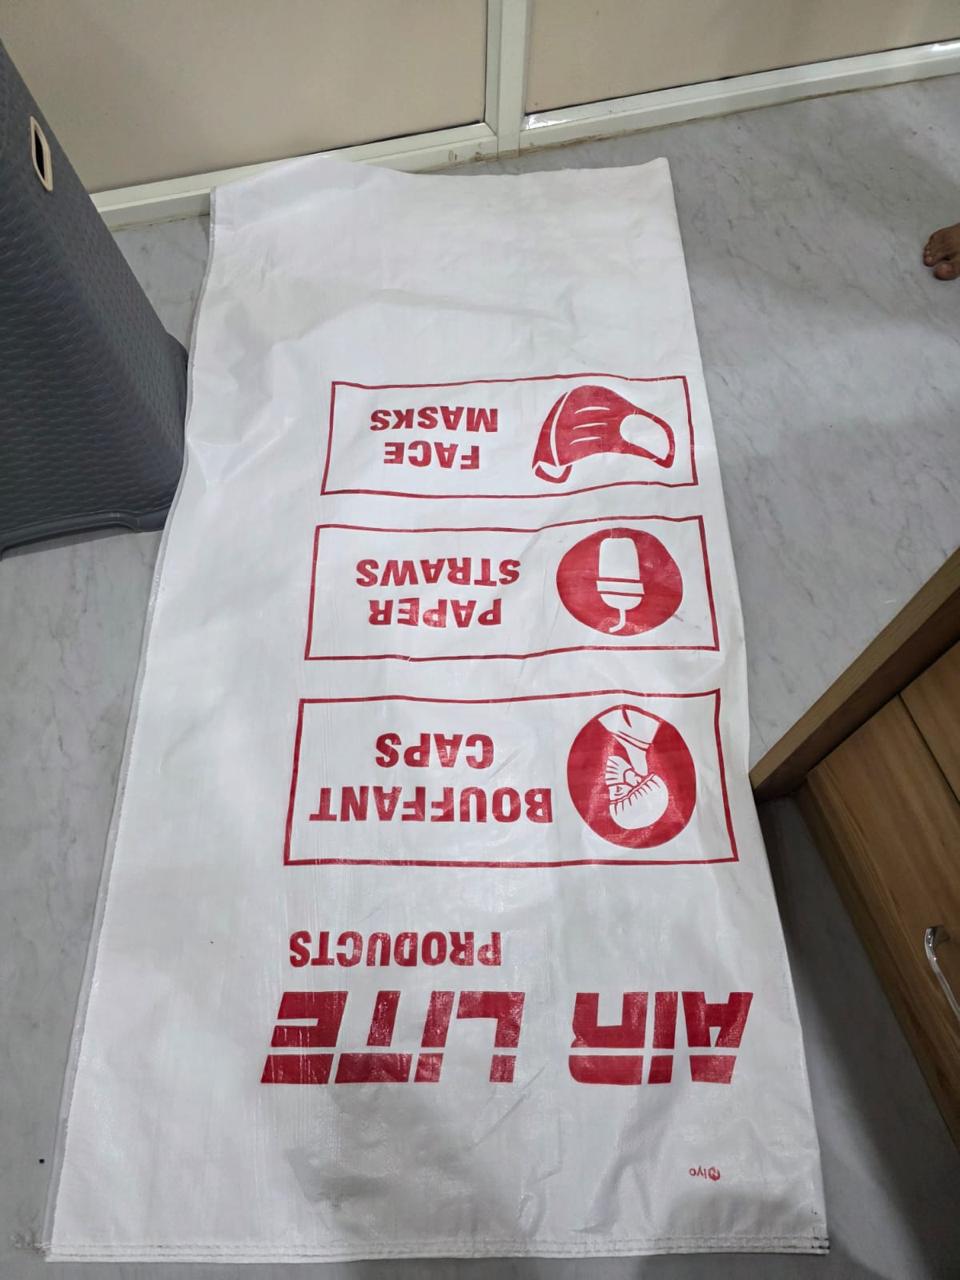 AIR LITE
PRODUCTS
BOUFFANT
CAPS
PAPER
STRAWS
FACE
MASKS